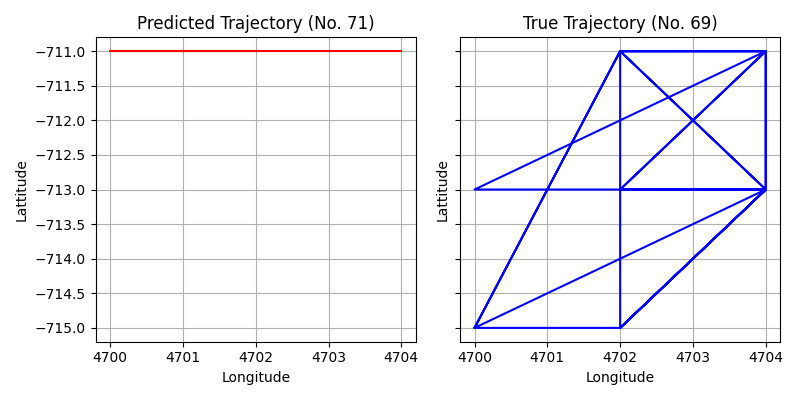 Predicted Trajectory (No. 71)
True Trajectory (No. 69)
−711.0
−711.5
−712.0
−712.5
−713.0
−713.5
−714.0
−714.5
−715.0
Lattitude
Lattitude
4700 4701 4702 4703 4704
4700 4701 4702 4703 4704
Longitude
Longitude